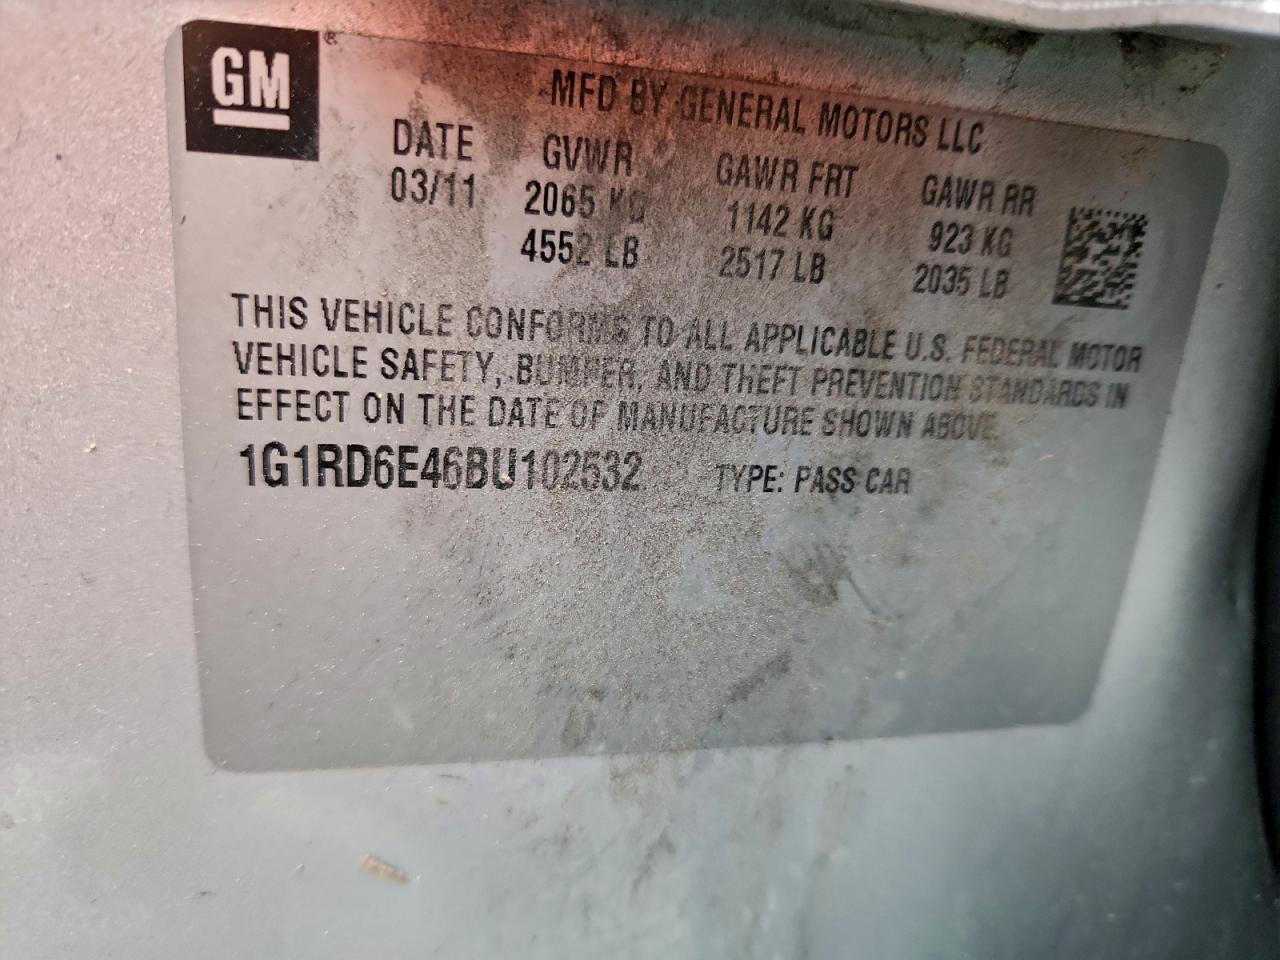 GM®
MFD BY GENERAL MOTORS LLC
DATE GVWR GAWR FRT GAWR RR
03/11 2065 KG 1142 KG 923 KG
4552 LB 2517 LB 2035 LB
THIS VEHICLE CONFORMS TO ALL APPLICABLE U.S. FEDERAL MOTOR
VEHICLE SAFETY, BUMPER, AND THEFT PREVENTION STANDARDS IN
EFFECT ON THE DATE OF MANUFACTURE SHOWN ABOVE.
1G1RD6E46BU102532 TYPE: PASS CAR